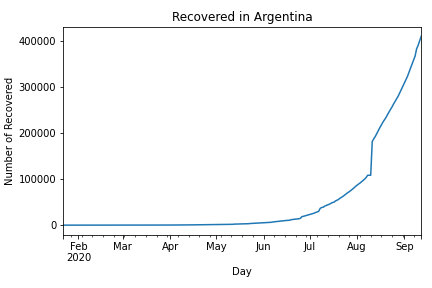 Recovered in Argentina
Number of Recovered
400000
300000
200000
100000
0
Feb Mar Apr May Jun Jul Aug Sep
2020
Day